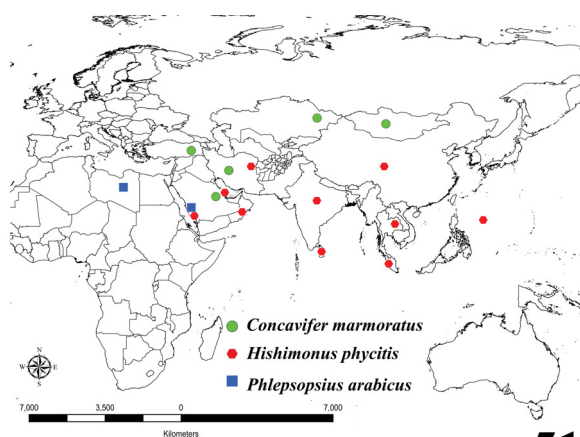 Concavifer marmoratus
Hishimonus phycitis
Phlepsopsius arabicus
N
W E
S
7,000 3,500 0 7,000
Kilometers